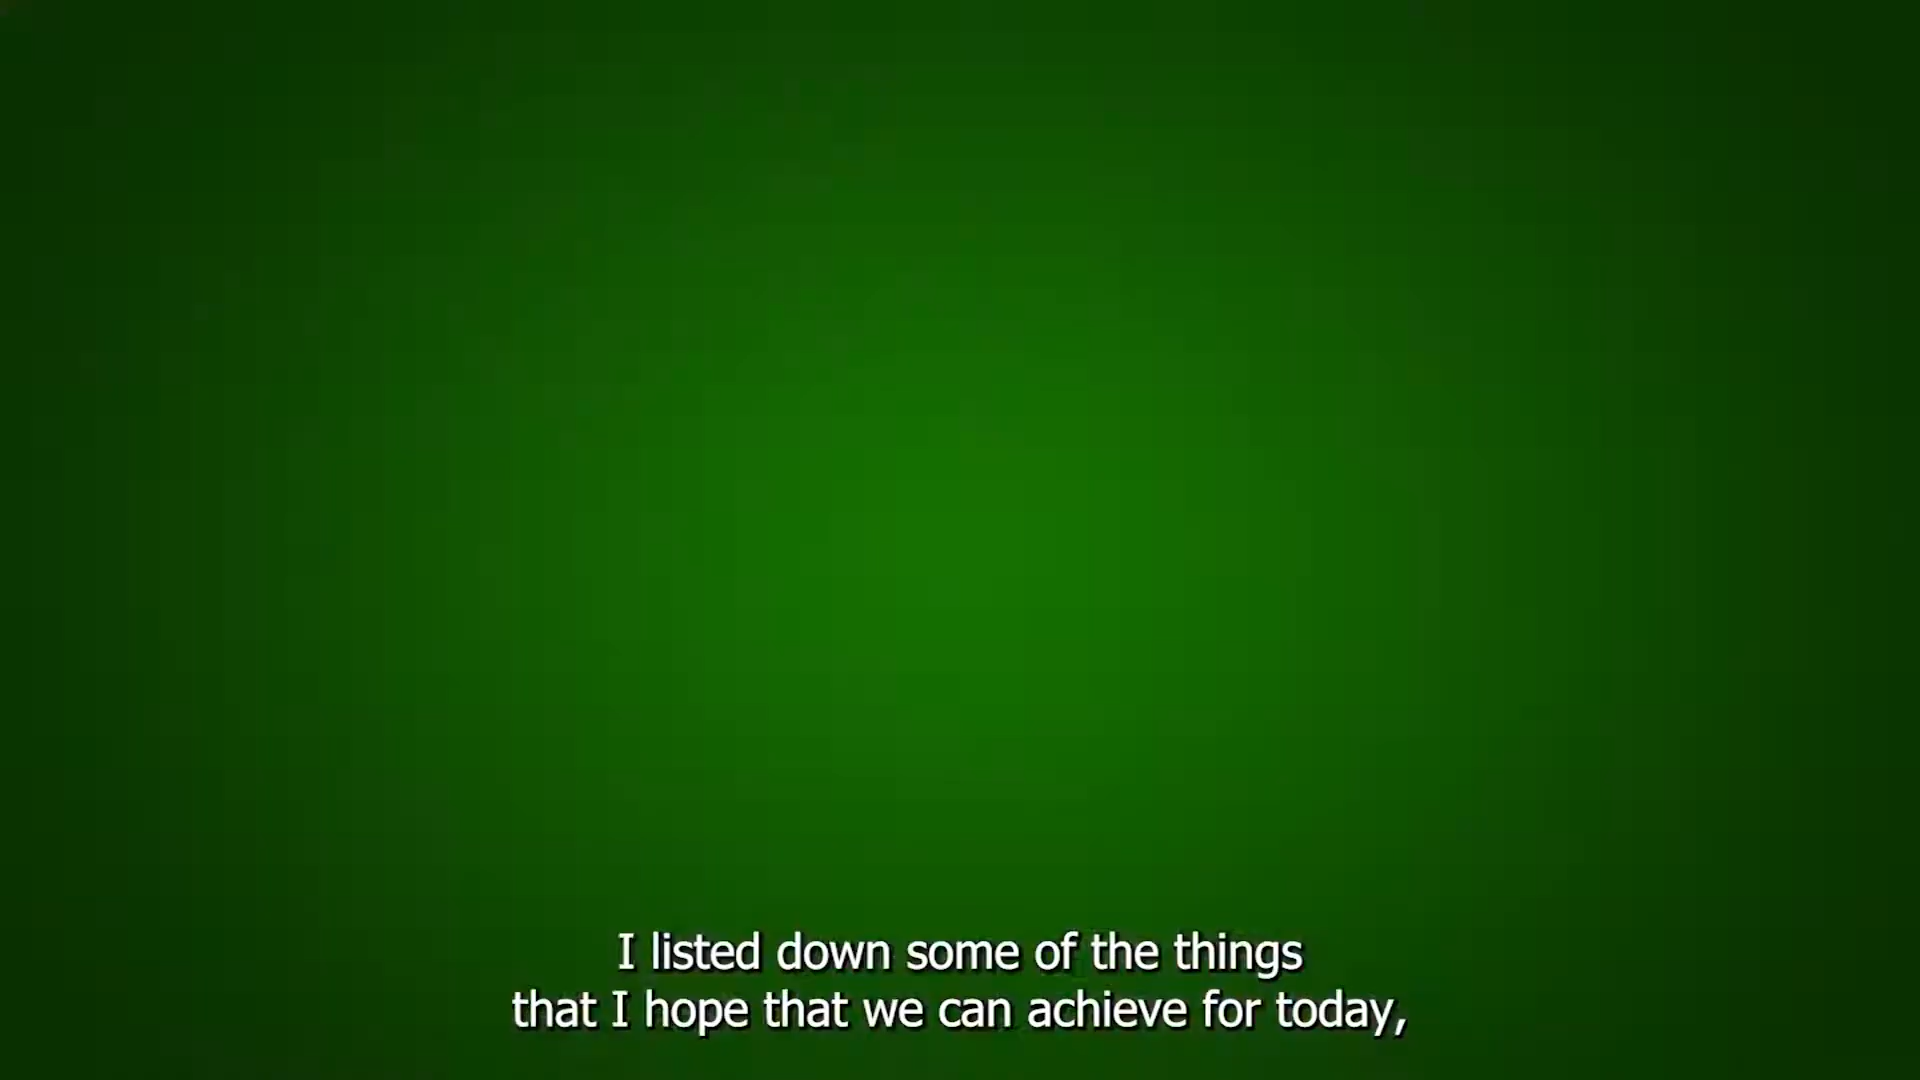 I listed down some of the things
that I hope that we can achieve for today,